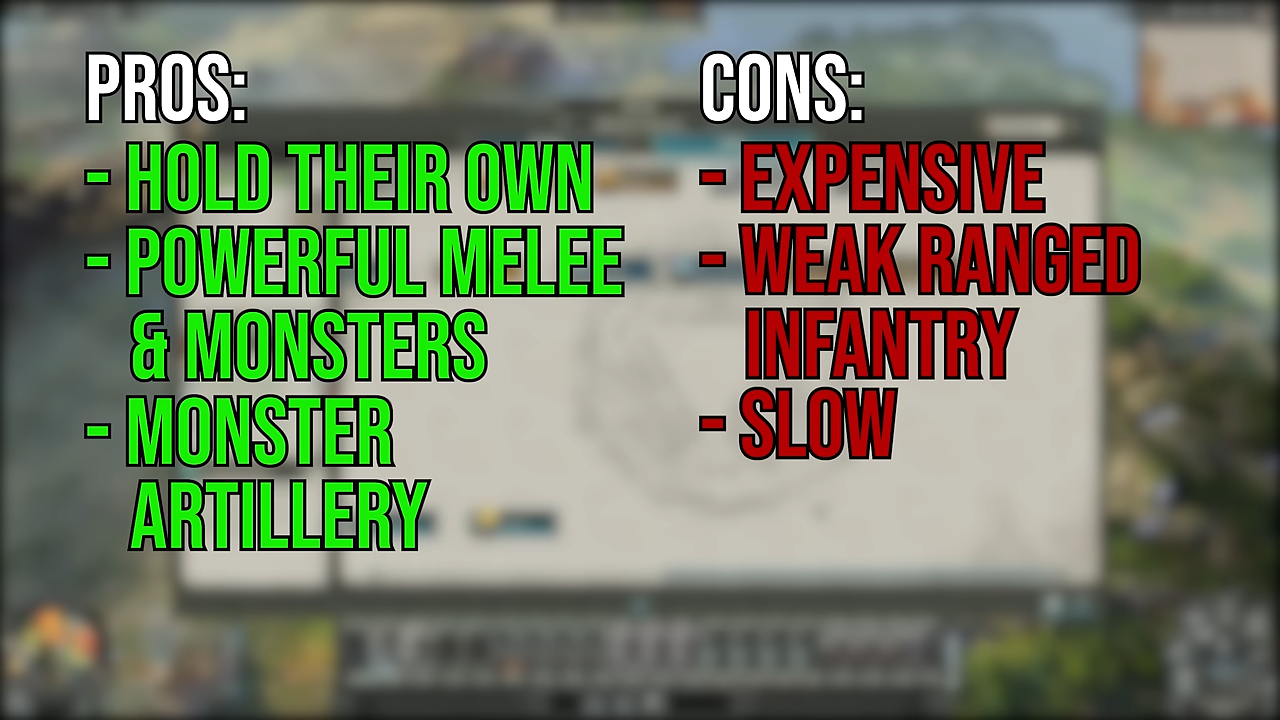 PROS:
- HOLD THEIR OWN
- POWERFUL MELEE
& MONSTERS
- MONSTER
ARTILLERY
CONS:
- EXPENSIVE
- WEAK RANGED
INFANTRY
- SLOW